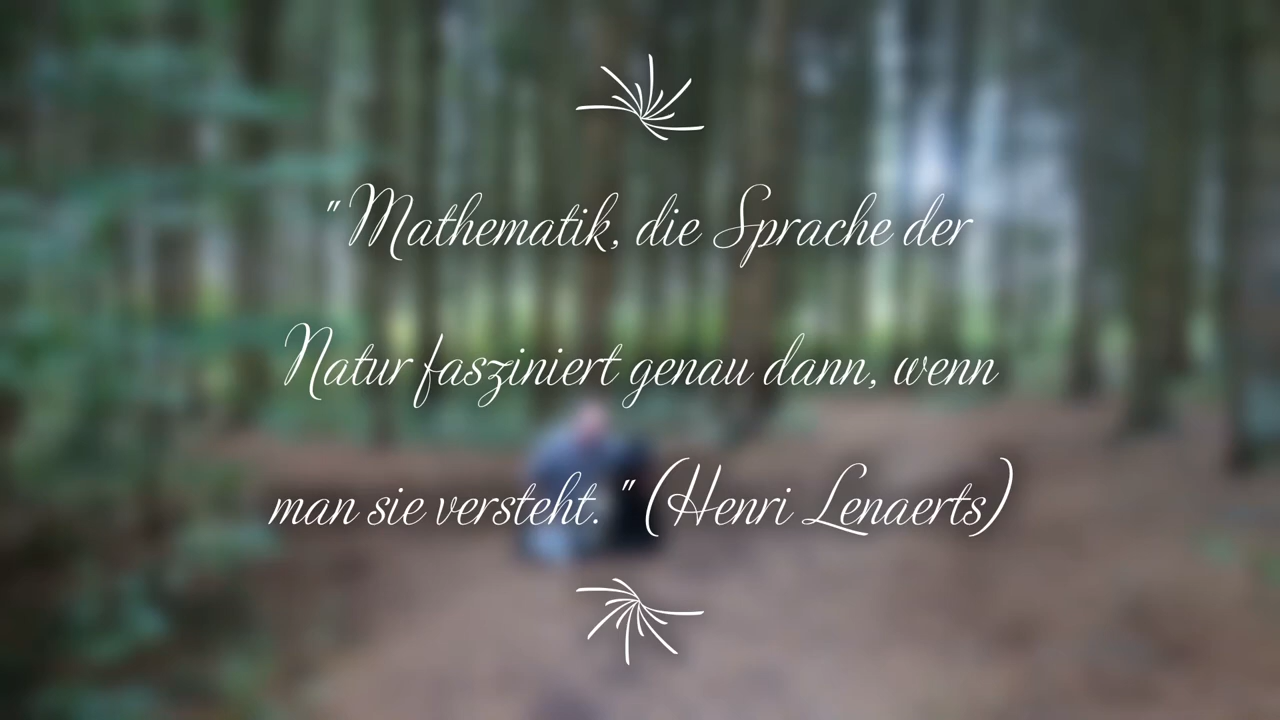 "Mathematik, die Sprache der
Natur fasziniert genau dann, wenn
man sie versteht." (Henri Lenaerts)